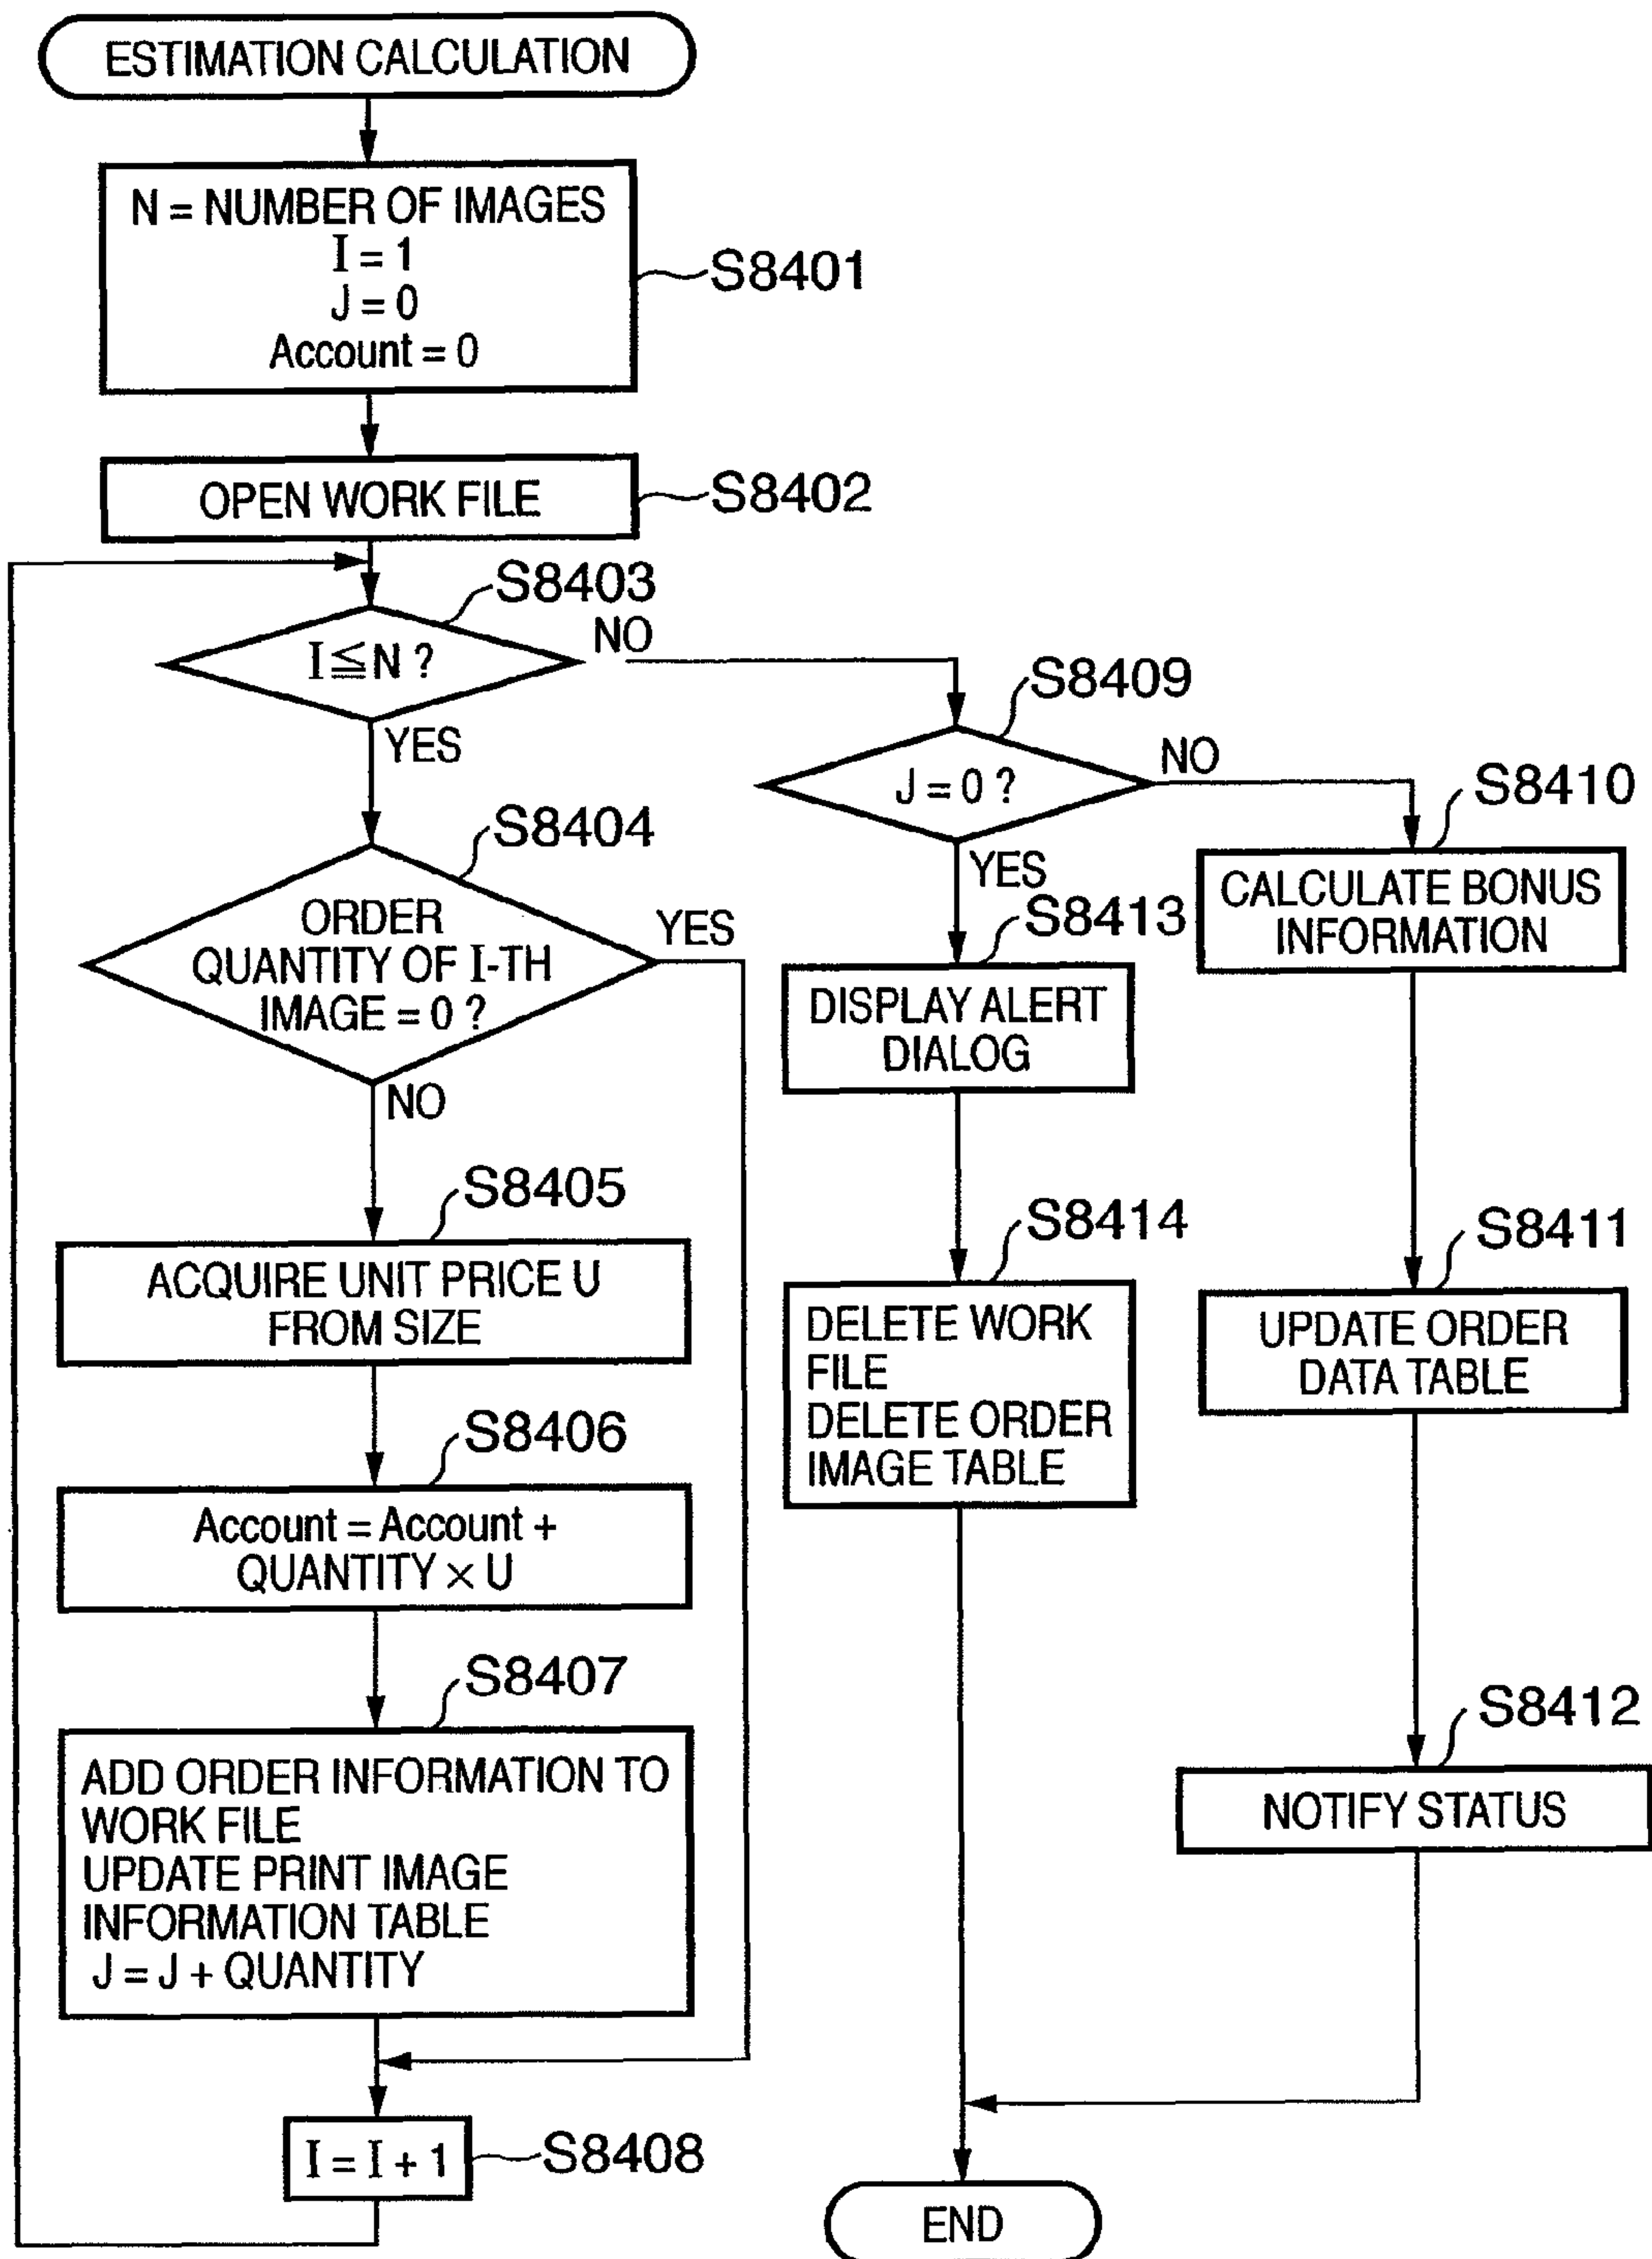 ESTIMATION CALCULATION
N = NUMBER OF IMAGES
I = 1
J = 0
Account = 0
S8401
OPEN WORK FILE
S8402
S8403
I≦N ?
NO
YES
S8404
ORDER
QUANTITY OF I-TH
IMAGE = 0 ?
YES
NO
S8405
ACQUIRE UNIT PRICE U
FROM SIZE
S8406
Account = Account +
QUANTITY × U
S8407
ADD ORDER INFORMATION TO
WORK FILE
UPDATE PRINT IMAGE
INFORMATION TABLE
J = J + QUANTITY
I = I + 1
S8408
S8409
J = 0 ?
NO
YES
S8413
DISPLAY ALERT
DIALOG
S8414
DELETE WORK
FILE
DELETE ORDER
IMAGE TABLE
S8410
CALCULATE BONUS
INFORMATION
S8411
UPDATE ORDER
DATA TABLE
S8412
NOTIFY STATUS
END